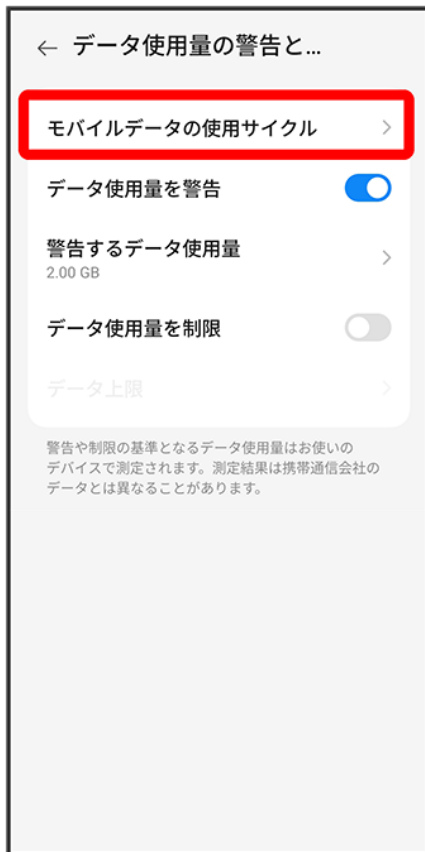 ← データ使用量の警告と...
モバイルデータの使用サイクル
データ使用量を警告
警告するデータ使用量
2.00 GB
データ使用量を制限
データ上限
警告や制限の基準となるデータ使用量はお使いの
デバイスで測定されます。測定結果は携帯通信会社の
データとは異なることがあります。